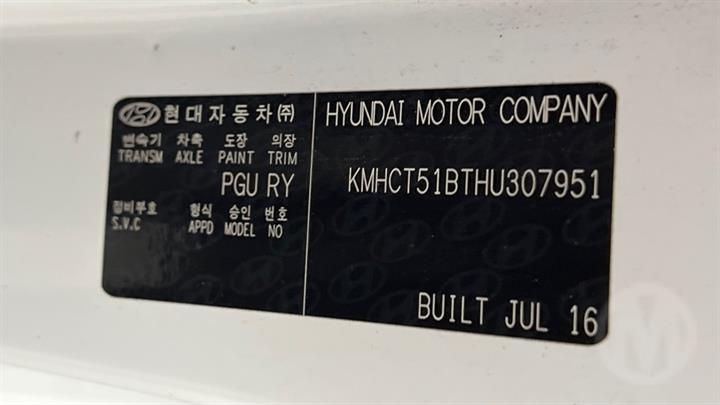 현대자동차㈜
변속기 차축 도장 의장
TRANSM AXLE PAINT TRIM
PGU RY
정비부호 형식 승인 번호
S.V.C APPD MODEL NO
HYUNDAI MOTOR COMPANY
KMHCT51BTHU307951
BUILT JUL 16
M